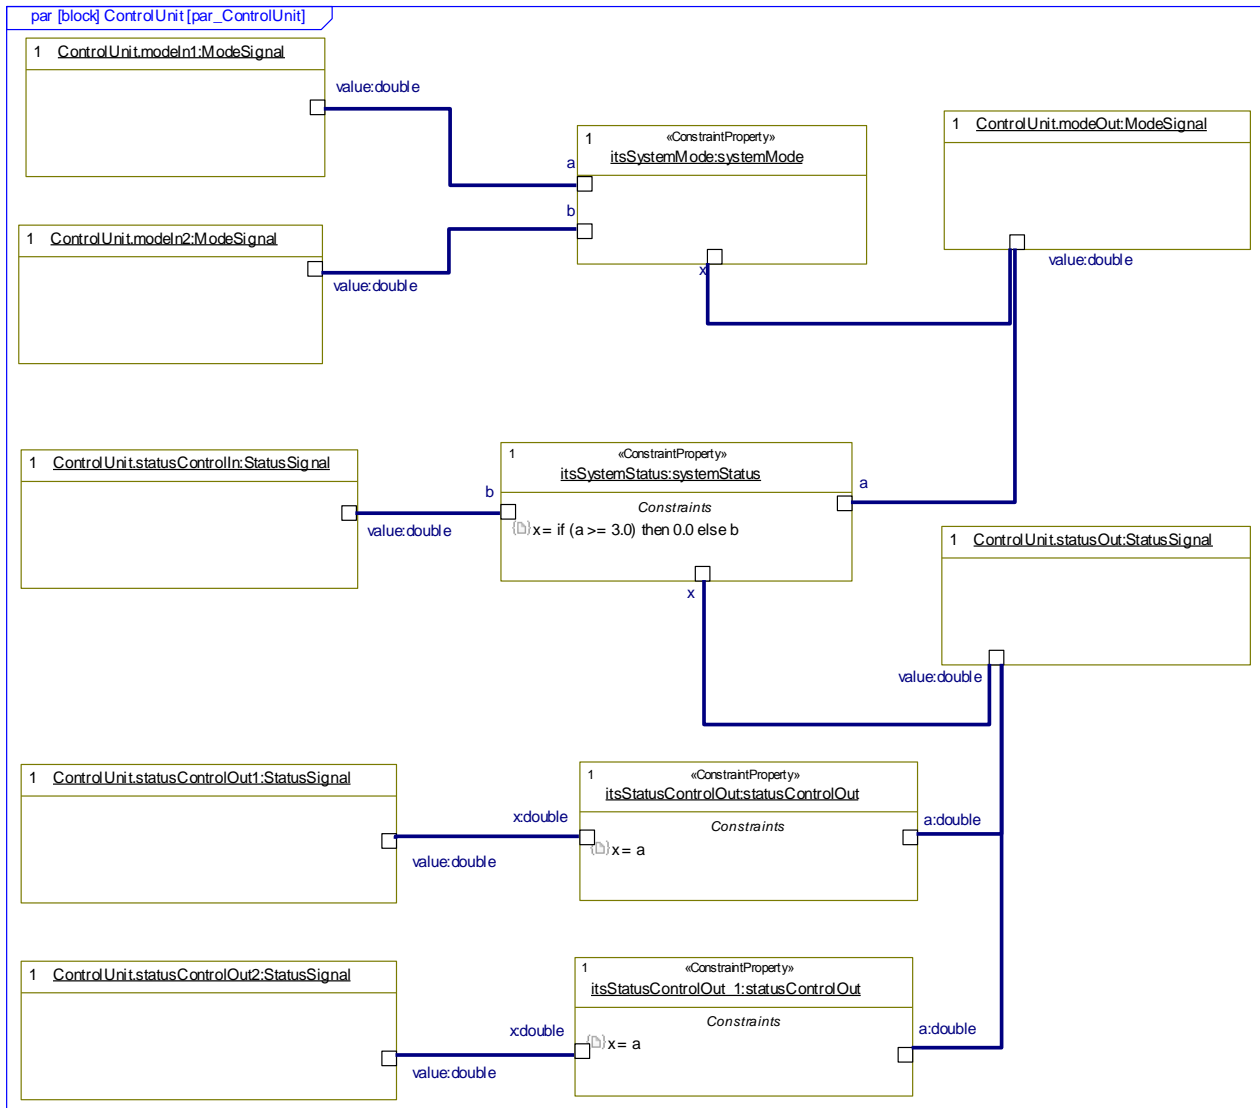 par [block] ControlUnit [par_ControlUnit]
1 ControlUnit.modeIn1:ModeSignal
value:double
1 «ConstraintProperty»
itsSystemMode:systemMode
a
b
x
1 ControlUnit.modeOut:ModeSignal
value:double
1 ControlUnit.modeIn2:ModeSignal
value:double
1 ControlUnit.statusControlIn:StatusSignal
value:double
1 «ConstraintProperty»
itsSystemStatus:systemStatus
b
a
Constraints
x= if (a >= 3.0) then 0.0 else b
x
1 ControlUnit.statusOut:StatusSignal
value:double
1 ControlUnit.statusControlOut1:StatusSignal
value:double
1 «ConstraintProperty»
itsStatusControlOut:statusControlOut
x:double
a:double
Constraints
x= a
1 ControlUnit.statusControlOut2:StatusSignal
value:double
1 «ConstraintProperty»
itsStatusControlOut_1:statusControlOut
x:double
a:double
Constraints
x= a